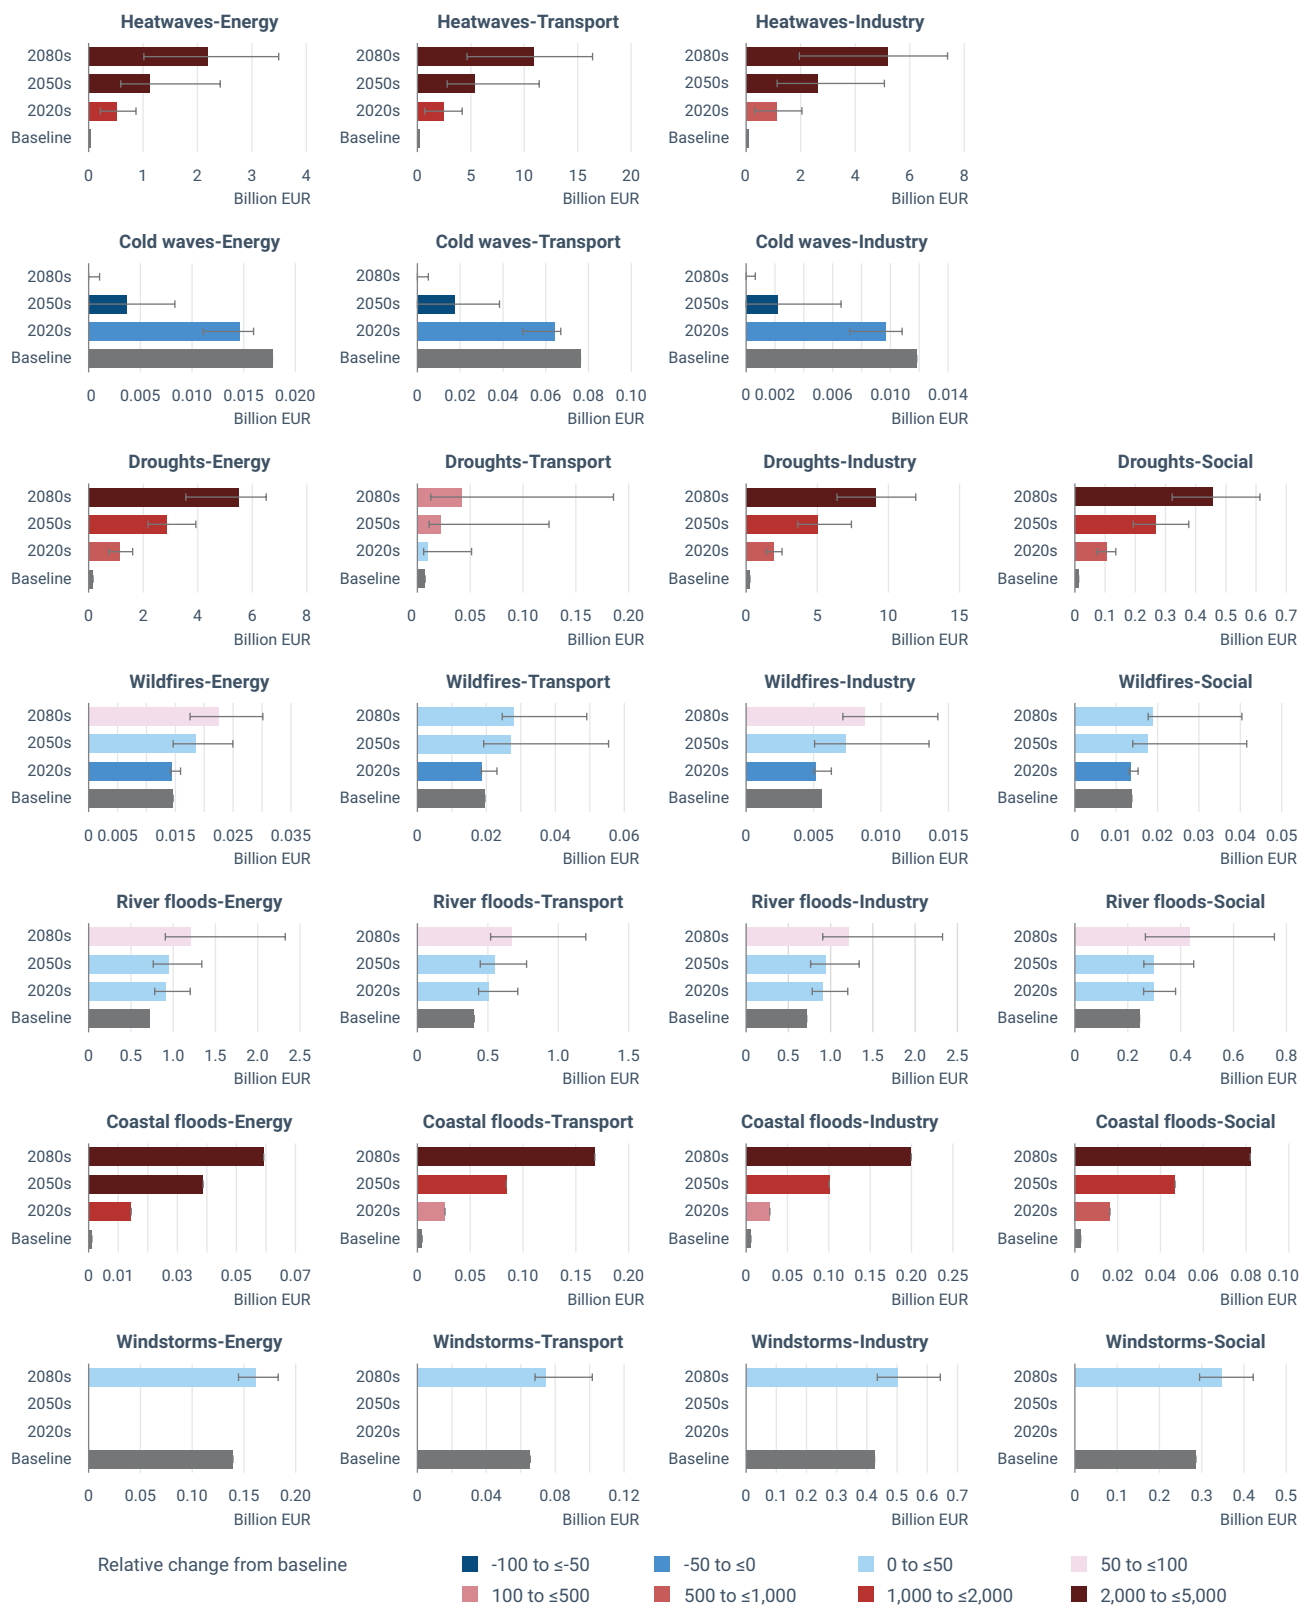 Heatwaves-Energy
2080s
2050s
2020s
Baseline
0 1 2 3 4
Billion EUR
Heatwaves-Transport
2080s
2050s
2020s
Baseline
0 5 10 15 20
Billion EUR
Heatwaves-Industry
2080s
2050s
2020s
Baseline
0 2 4 6 8
Billion EUR
Cold waves-Energy
2080s
2050s
2020s
Baseline
0 0.005 0.010 0.015 0.020
Billion EUR
Cold waves-Transport
2080s
2050s
2020s
Baseline
0 0.02 0.04 0.06 0.08 0.10
Billion EUR
Cold waves-Industry
2080s
2050s
2020s
Baseline
0 0.002 0.006 0.010 0.014
Billion EUR
Droughts-Energy
2080s
2050s
2020s
Baseline
0 2 4 6 8
Billion EUR
Droughts-Transport
2080s
2050s
2020s
Baseline
0 0.05 0.10 0.15 0.20
Billion EUR
Droughts-Industry
2080s
2050s
2020s
Baseline
0 5 10 15
Billion EUR
Droughts-Social
2080s
2050s
2020s
Baseline
0 0.1 0.2 0.3 0.4 0.5 0.6 0.7
Billion EUR
Wildfires-Energy
2080s
2050s
2020s
Baseline
0 0.005 0.015 0.025 0.035
Billion EUR
Wildfires-Transport
2080s
2050s
2020s
Baseline
0 0.02 0.04 0.06
Billion EUR
Wildfires-Industry
2080s
2050s
2020s
Baseline
0 0.005 0.010 0.015
Billion EUR
Wildfires-Social
2080s
2050s
2020s
Baseline
0 0.01 0.02 0.03 0.04 0.05
Billion EUR
River floods-Energy
2080s
2050s
2020s
Baseline
0 0.5 1.0 1.5 2.0 2.5
Billion EUR
River floods-Transport
2080s
2050s
2020s
Baseline
0 0.5 1.0 1.5
Billion EUR
River floods-Industry
2080s
2050s
2020s
Baseline
0 0.5 1.0 1.5 2.0 2.5
Billion EUR
River floods-Social
2080s
2050s
2020s
Baseline
0 0.2 0.4 0.6 0.8
Billion EUR
Coastal floods-Energy
2080s
2050s
2020s
Baseline
0 0.01 0.03 0.05 0.07
Billion EUR
Coastal floods-Transport
2080s
2050s
2020s
Baseline
0 0.05 0.10 0.15 0.20
Billion EUR
Coastal floods-Industry
2080s
2050s
2020s
Baseline
0 0.05 0.10 0.15 0.20 0.25
Billion EUR
Coastal floods-Social
2080s
2050s
2020s
Baseline
0 0.02 0.04 0.06 0.08 0.10
Billion EUR
Windstorms-Energy
2080s
2050s
2020s
Baseline
0 0.05 0.10 0.15 0.20
Billion EUR
Windstorms-Transport
2080s
2050s
2020s
Baseline
0 0.04 0.08 0.12
Billion EUR
Windstorms-Industry
2080s
2050s
2020s
Baseline
0 0.1 0.2 0.3 0.4 0.5 0.6 0.7
Billion EUR
Windstorms-Social
2080s
2050s
2020s
Baseline
0 0.1 0.2 0.3 0.4 0.5
Billion EUR
Relative change from baseline
-100 to ≤-50
-50 to ≤0
0 to ≤50
50 to ≤100
100 to ≤500
500 to ≤1,000
1,000 to ≤2,000
2,000 to ≤5,000